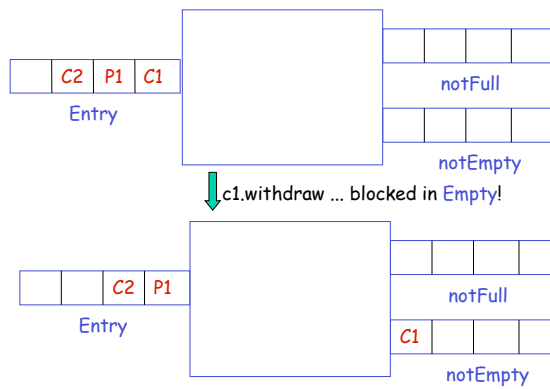 C2 P1 C1
Entry
notFull
notEmpty
c1.withdraw ... blocked in Empty!
C2 P1
Entry
notFull
C1
notEmpty